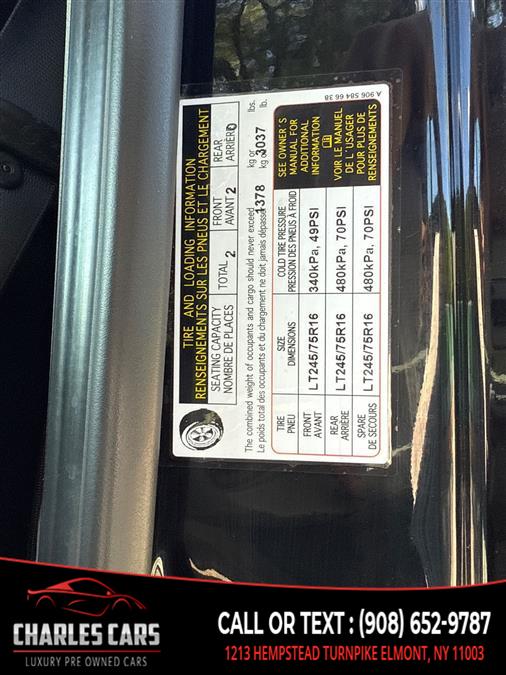 TIRE AND LOADING INFORMATION
RENSEIGNEMENTS SUR LES PNEUS ET LE CHARGEMENT
SEATING CAPACITY
NOMBRE DE PLACES
TOTAL 2
FRONT
AVANT 2
REAR
ARRIÈRE 0
The combined weight of occupants and cargo should never exceed
Le poids total des occupants et du chargement ne doit jamais dépasser
1378 kg or 3037 lbs.
kg lb.
TIRE
PNEU
SIZE
DIMENSIONS
COLD TIRE PRESSURE
PRESSION DES PNEUS À FROID
FRONT
AVANT
LT245/75R16
340kPa, 49PSI
REAR
ARRIÈRE
LT245/75R16
480kPa, 70PSI
SPARE
DE SECOURS
LT245/75R16
480kPa, 70PSI
SEE OWNER'S
MANUAL FOR
ADDITIONAL
INFORMATION
VOIR LE MANUEL
DE L'USAGER
POUR PLUS DE
RENSEIGNEMENTS
A 906 584 66 38
CHARLES CARS
LUXURY PRE OWNED CARS
CALL OR TEXT : (908) 652-9787
1213 HEMPSTEAD TURNPIKE ELMONT, NY 11003